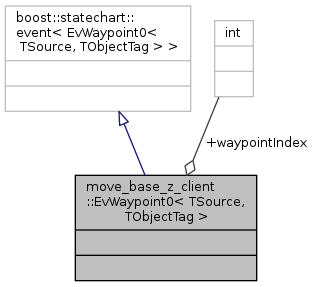 boost::statechart::
event< EvWaypoint0<
TSource, TObjectTag > >
int
+waypointIndex
move_base_z_client
::EvWaypoint0< TSource,
TObjectTag >